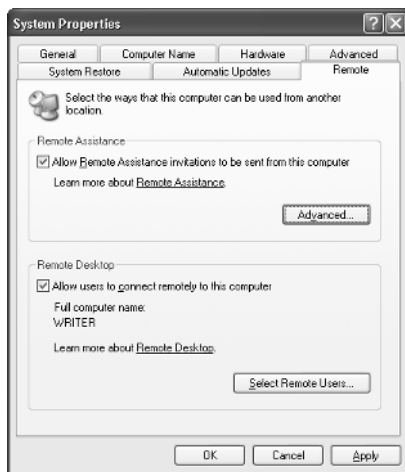 System Properties
General
Computer Name
Hardware
Advanced
System Restore
Automatic Updates
Remote
Select the ways that this computer can be used from another
location.
Remote Assistance
Allow Remote Assistance invitations to be sent from this computer
Learn more about Remote Assistance.
Advanced...
Remote Desktop
Allow users to connect remotely to this computer
Full computer name:
WRITER
Learn more about Remote Desktop.
Select Remote Users...
OK
Cancel
Apply